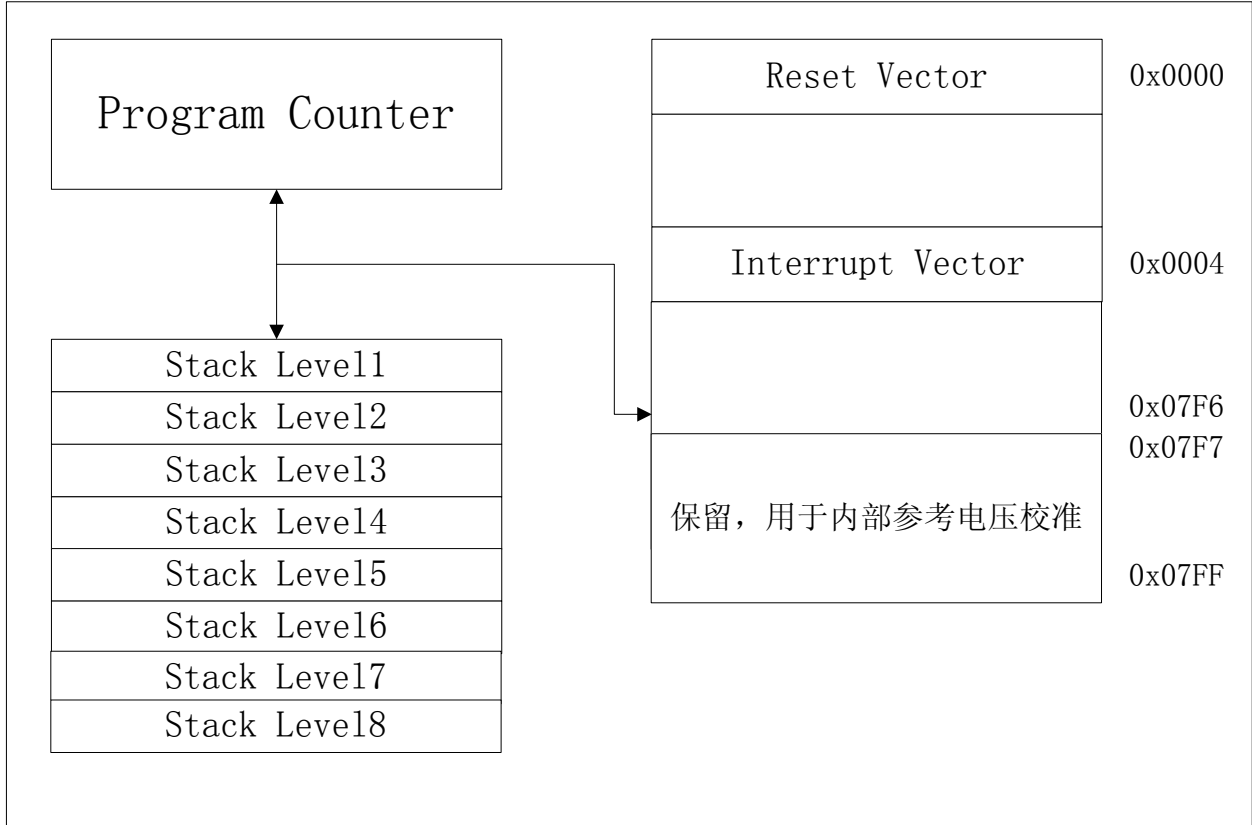 Program Counter
Stack Level1
Stack Level2
Stack Level3
Stack Level4
Stack Level5
Stack Level6
Stack Level7
Stack Level8
Reset Vector
0x0000
Interrupt Vector
0x0004
0x07F6
0x07F7
保留，用于内部参考电压校准
0x07FF